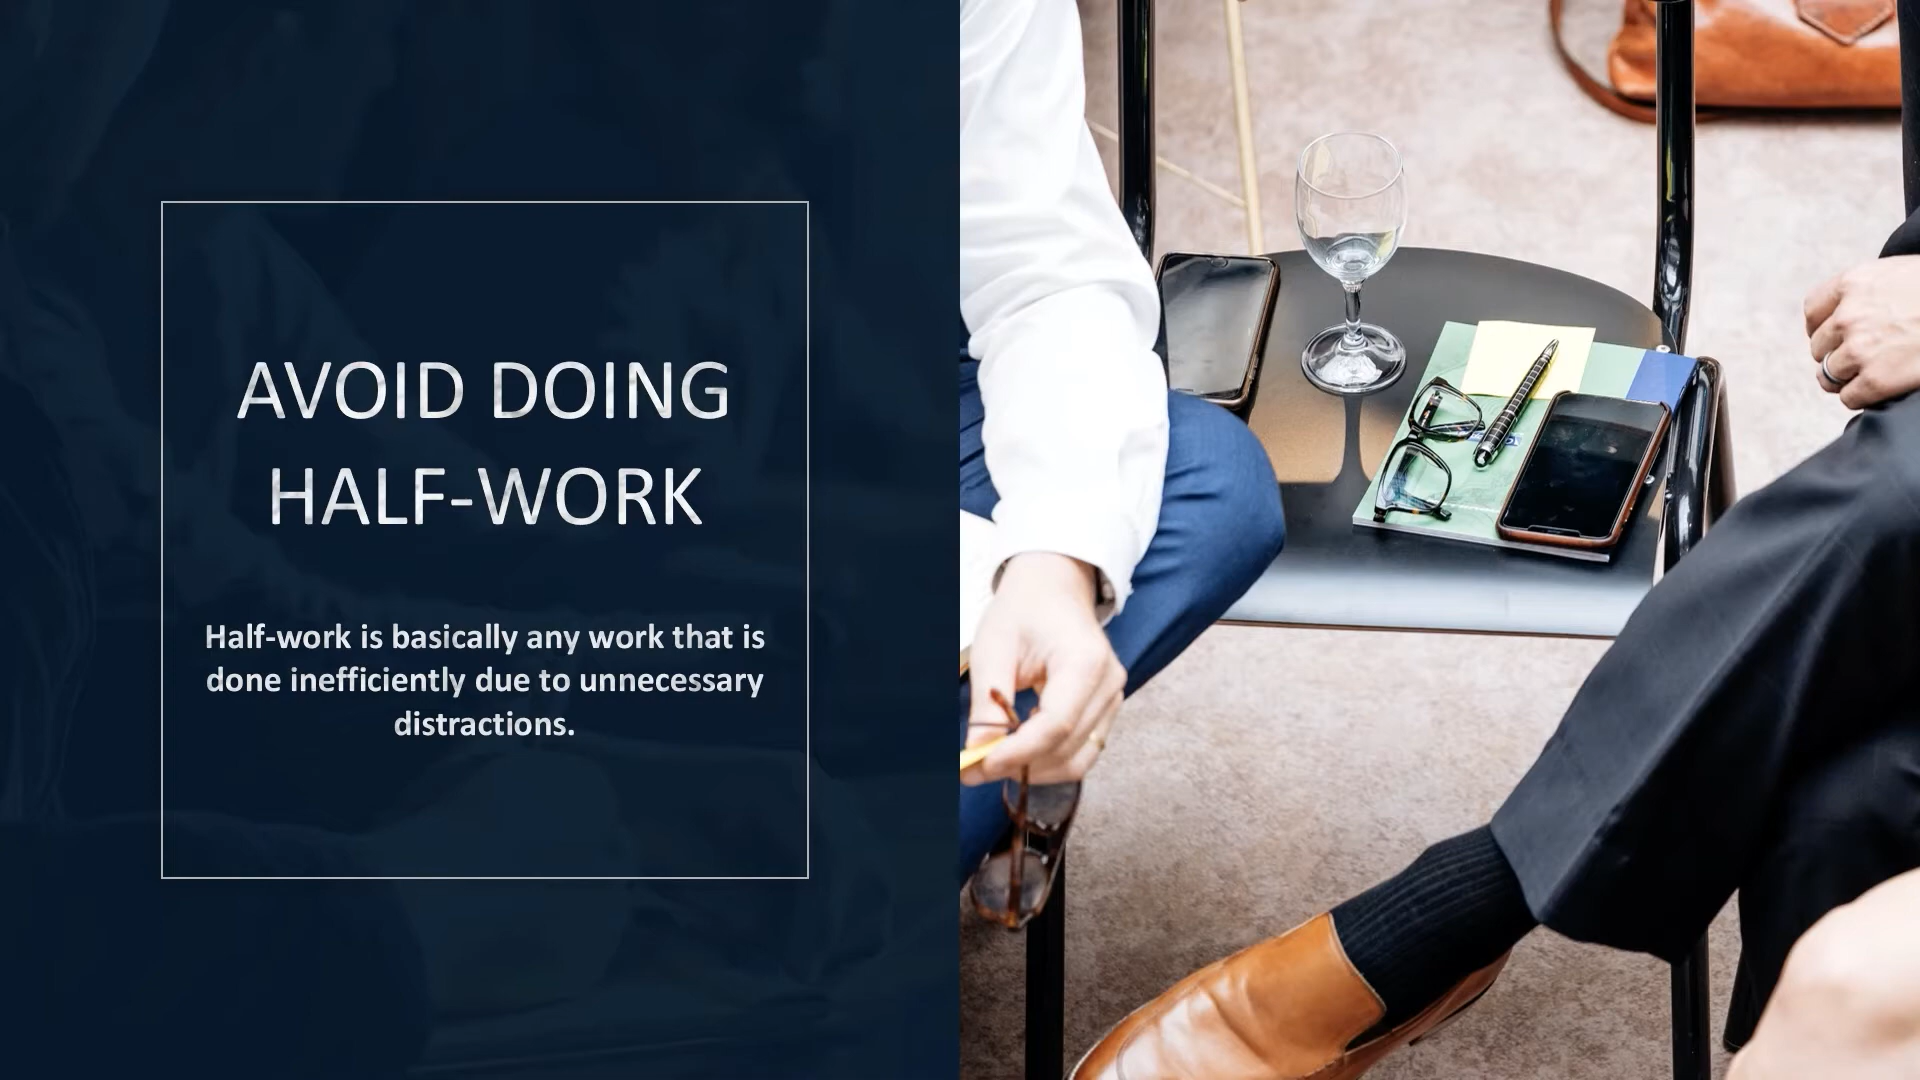 AVOID DOING
HALF-WORK
Half-work is basically any work that is
done inefficiently due to unnecessary
distractions.